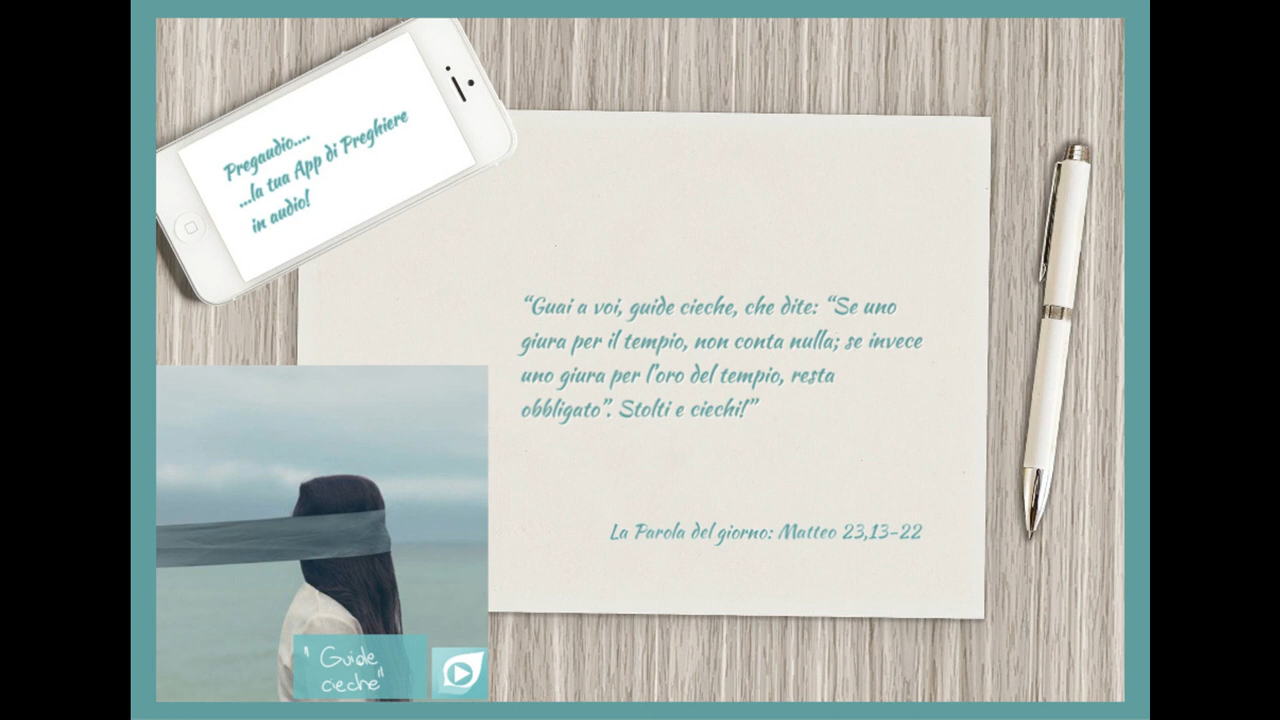 Pregaudio....
...la tua App di Preghiere
in audio!
“Guai a voi, guide cieche, che dite: “Se uno
giura per il tempio, non conta nulla; se invece
uno giura per l'oro del tempio, resta
obbligato”. Stolti e ciechi!”
La Parola del giorno: Matteo 23,13-22
" Guide
cieche"